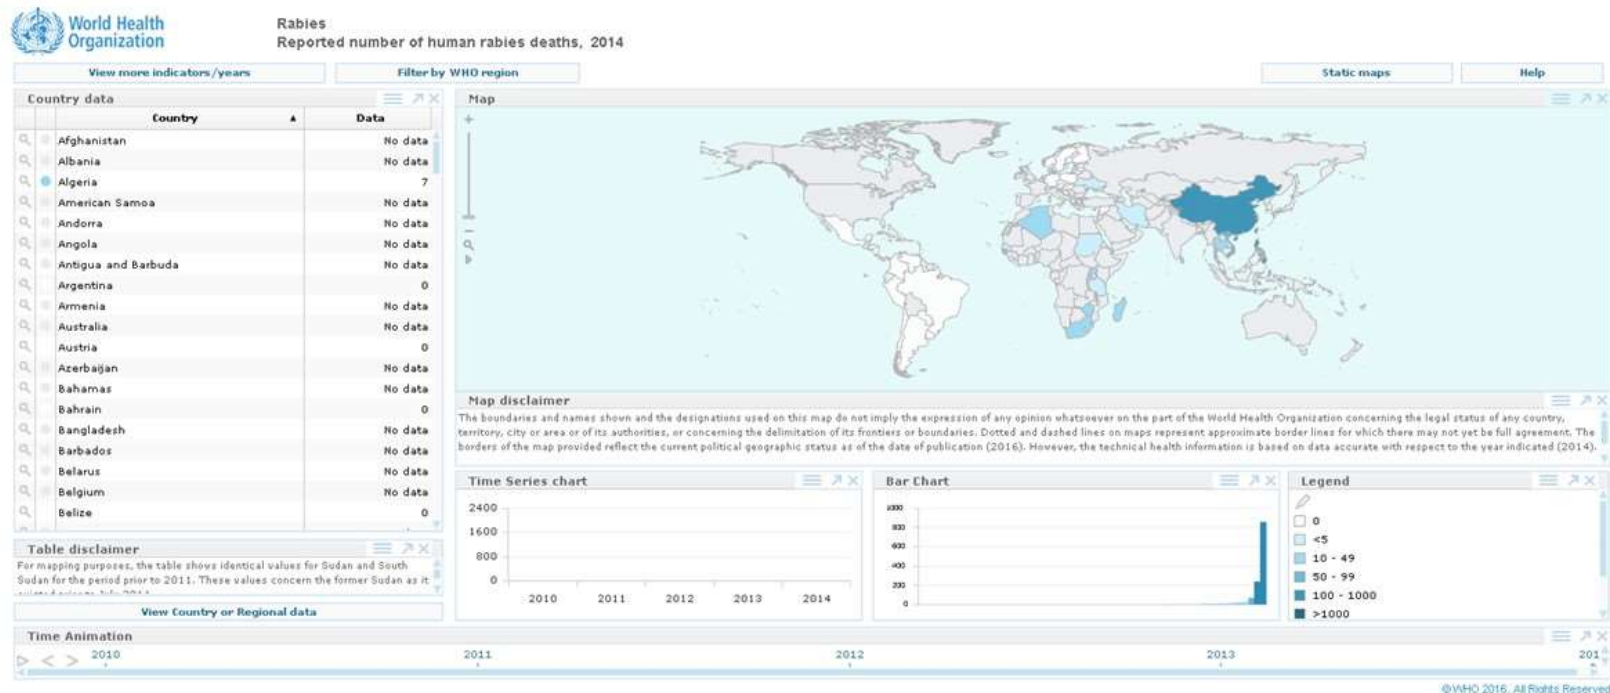 World Health
Organization
Rabies
Reported number of human rabies deaths, 2014
View more indicators/years
Filter by WHO region
Static maps
Help
Country data
Country Data
Afghanistan No data
Albania No data
Algeria 7
American Samoa No data
Andorra No data
Angola No data
Antigua and Barbuda No data
Argentina 0
Armenia No data
Australia No data
Austria 0
Azerbaijan No data
Bahamas No data
Bahrain 0
Bangladesh No data
Barbados No data
Belarus No data
Belgium No data
Belize 0
Table disclaimer
For mapping purposes, the table shows identical values for Sudan and South
Sudan for the period prior to 2011. These values concern the former Sudan as it
View Country or Regional data
Map
Map disclaimer
The boundaries and names shown and the designations used on this map do not imply the expression of any opinion whatsoever on the part of the World Health Organization concerning the legal status of any country,
territory, city or area or of its authorities, or concerning the delimitation of its frontiers or boundaries. Dotted and dashed lines on maps represent approximate border lines for which there may not yet be full agreement. The
borders of the map provided reflect the current political geographic status as of the date of publication (2016). However, the technical health information is based on data accurate with respect to the year indicated (2014).
Time Series chart
2400
1600
800
0
2010 2011 2012 2013 2014
Bar Chart
1000
800
600
400
200
0
Legend
0
<5
10 - 49
50 - 99
100 - 1000
>1000
Time Animation
2010 2011 2012 2013 201
© WHO 2016. All Rights Reserved